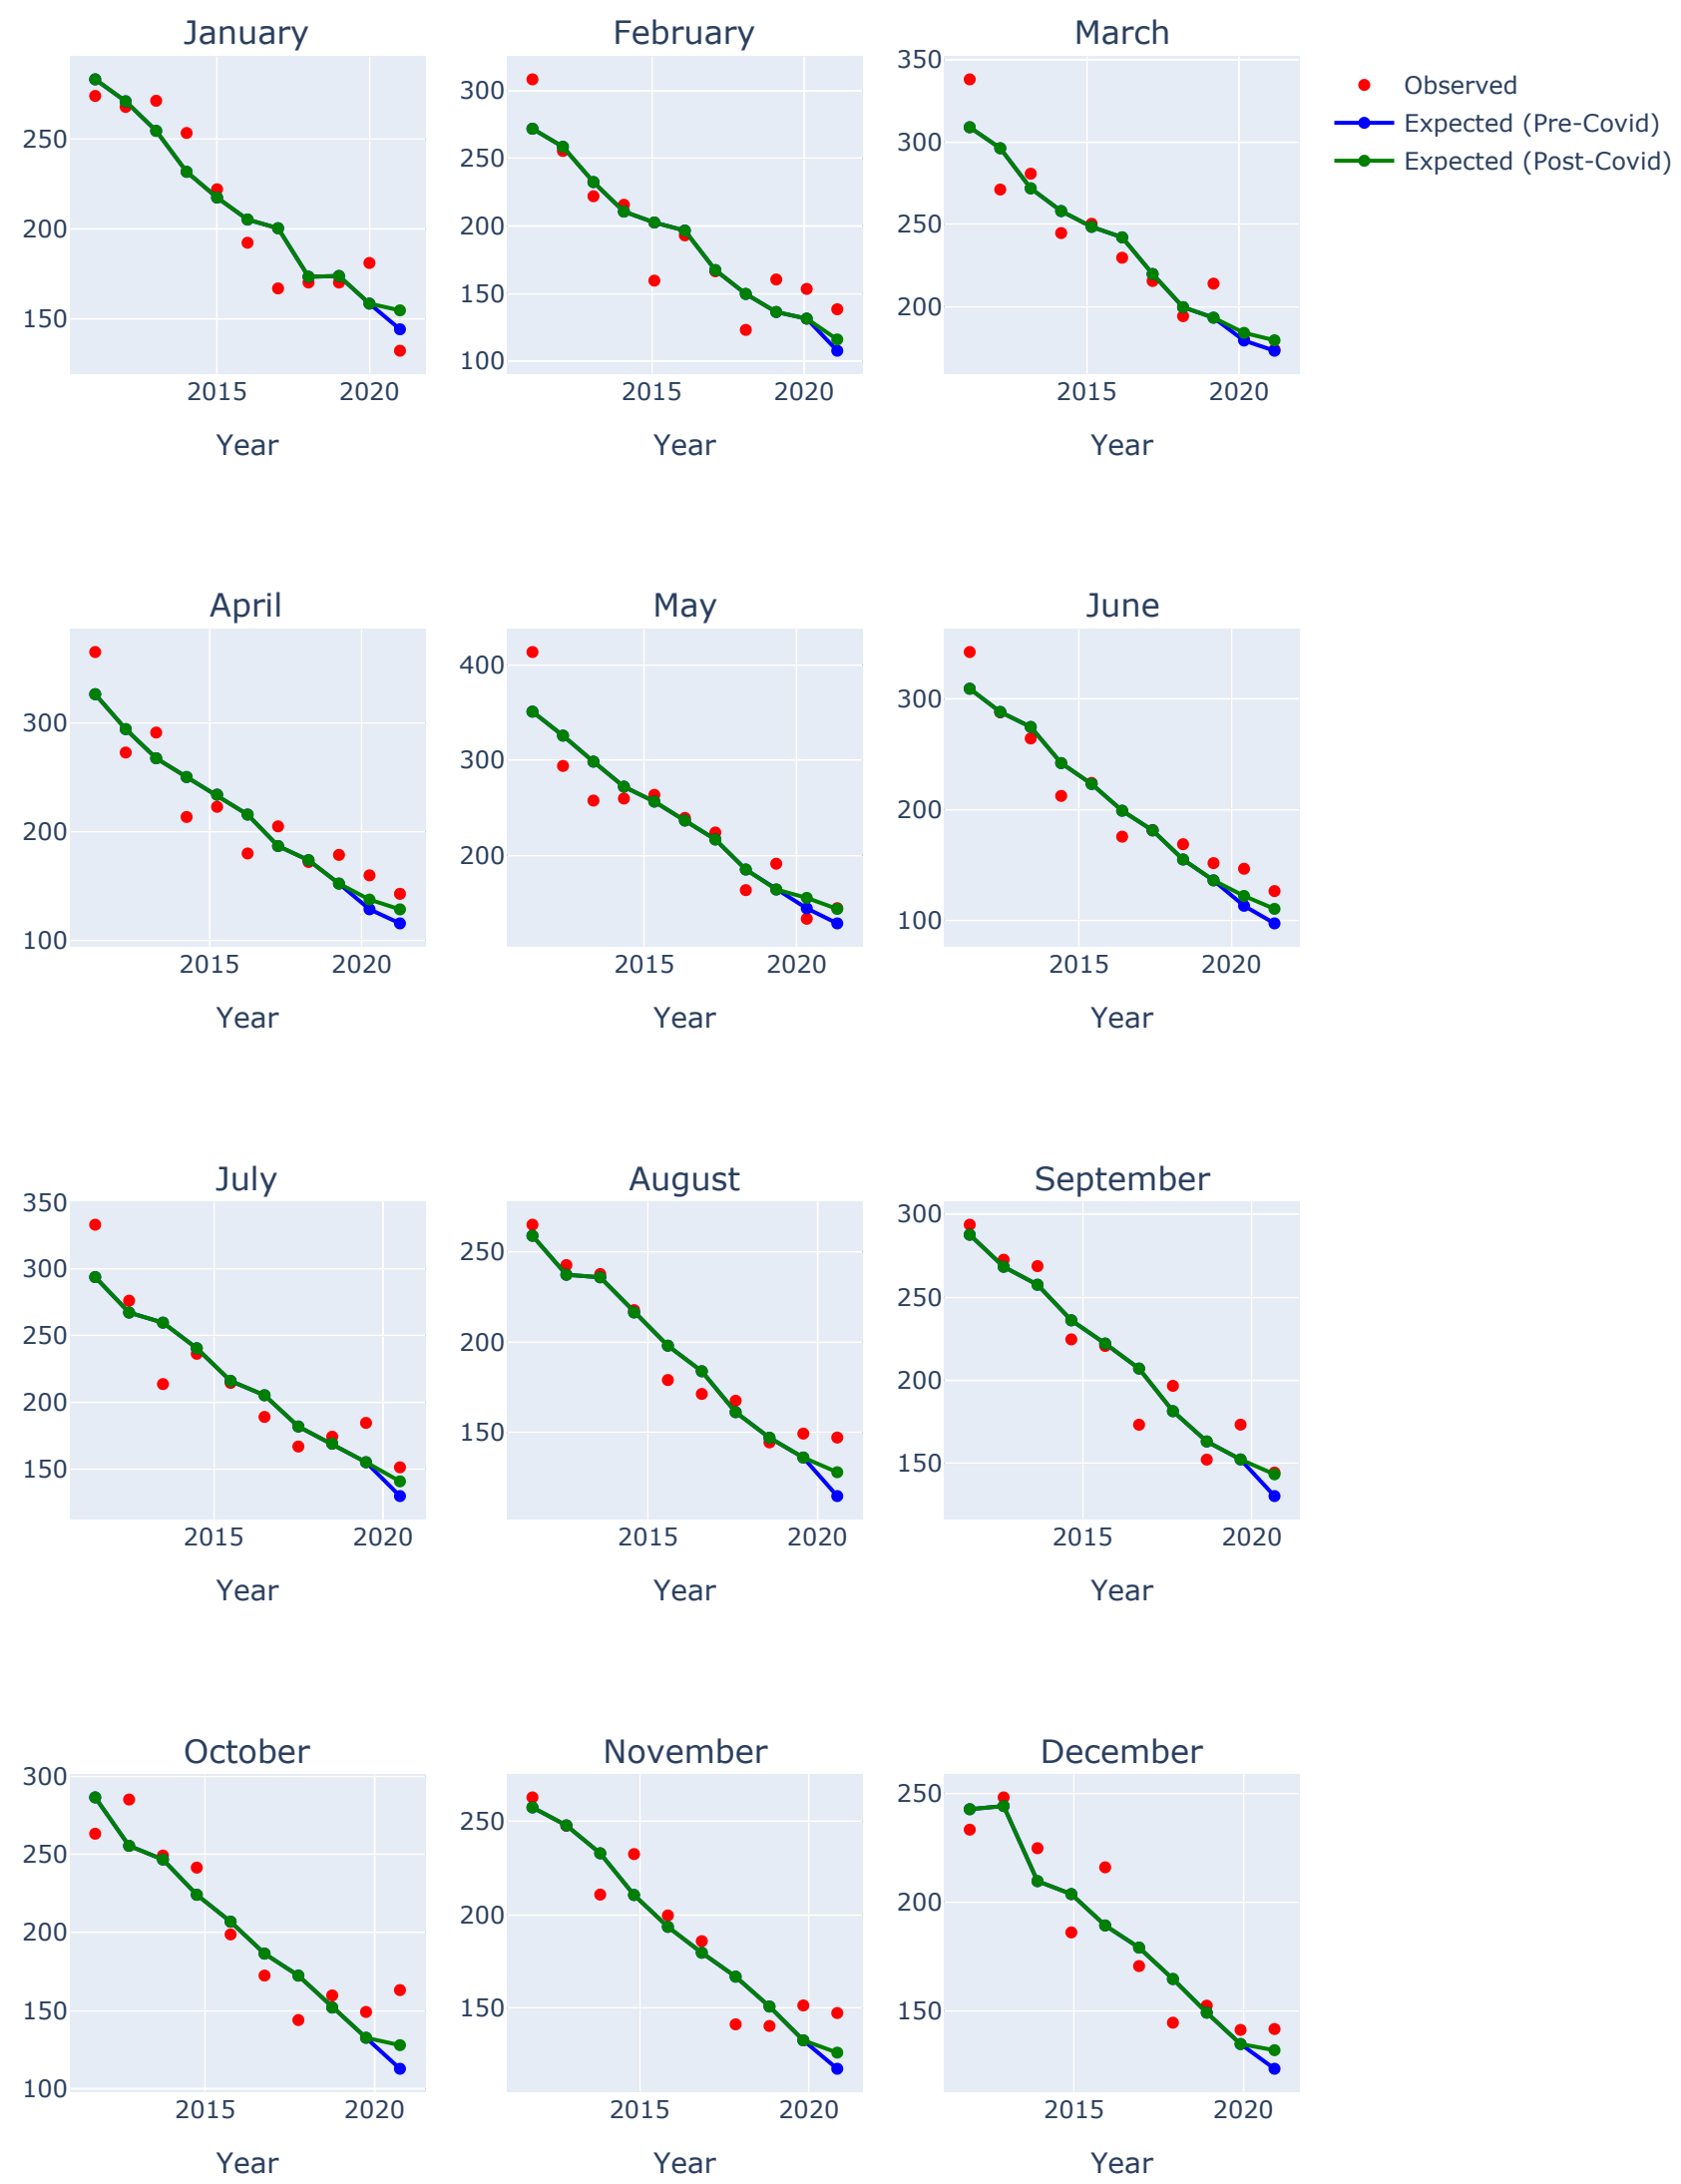 January
February
March
350
Observed
Expected (Pre-Covid)
Expected (Post-Covid)
250
200
150
300
250
200
150
100
300
250
200
2015 2020
2015 2020
2015 2020
Year
Year
Year
April
May
June
300
200
100
400
300
200
300
200
100
2015 2020
2015 2020
2015 2020
Year
Year
Year
July
August
September
350
300
250
200
150
250
200
150
300
250
200
150
2015 2020
2015 2020
2015 2020
Year
Year
Year
October
November
December
300
250
200
150
100
250
200
150
250
200
150
2015 2020
2015 2020
2015 2020
Year
Year
Year